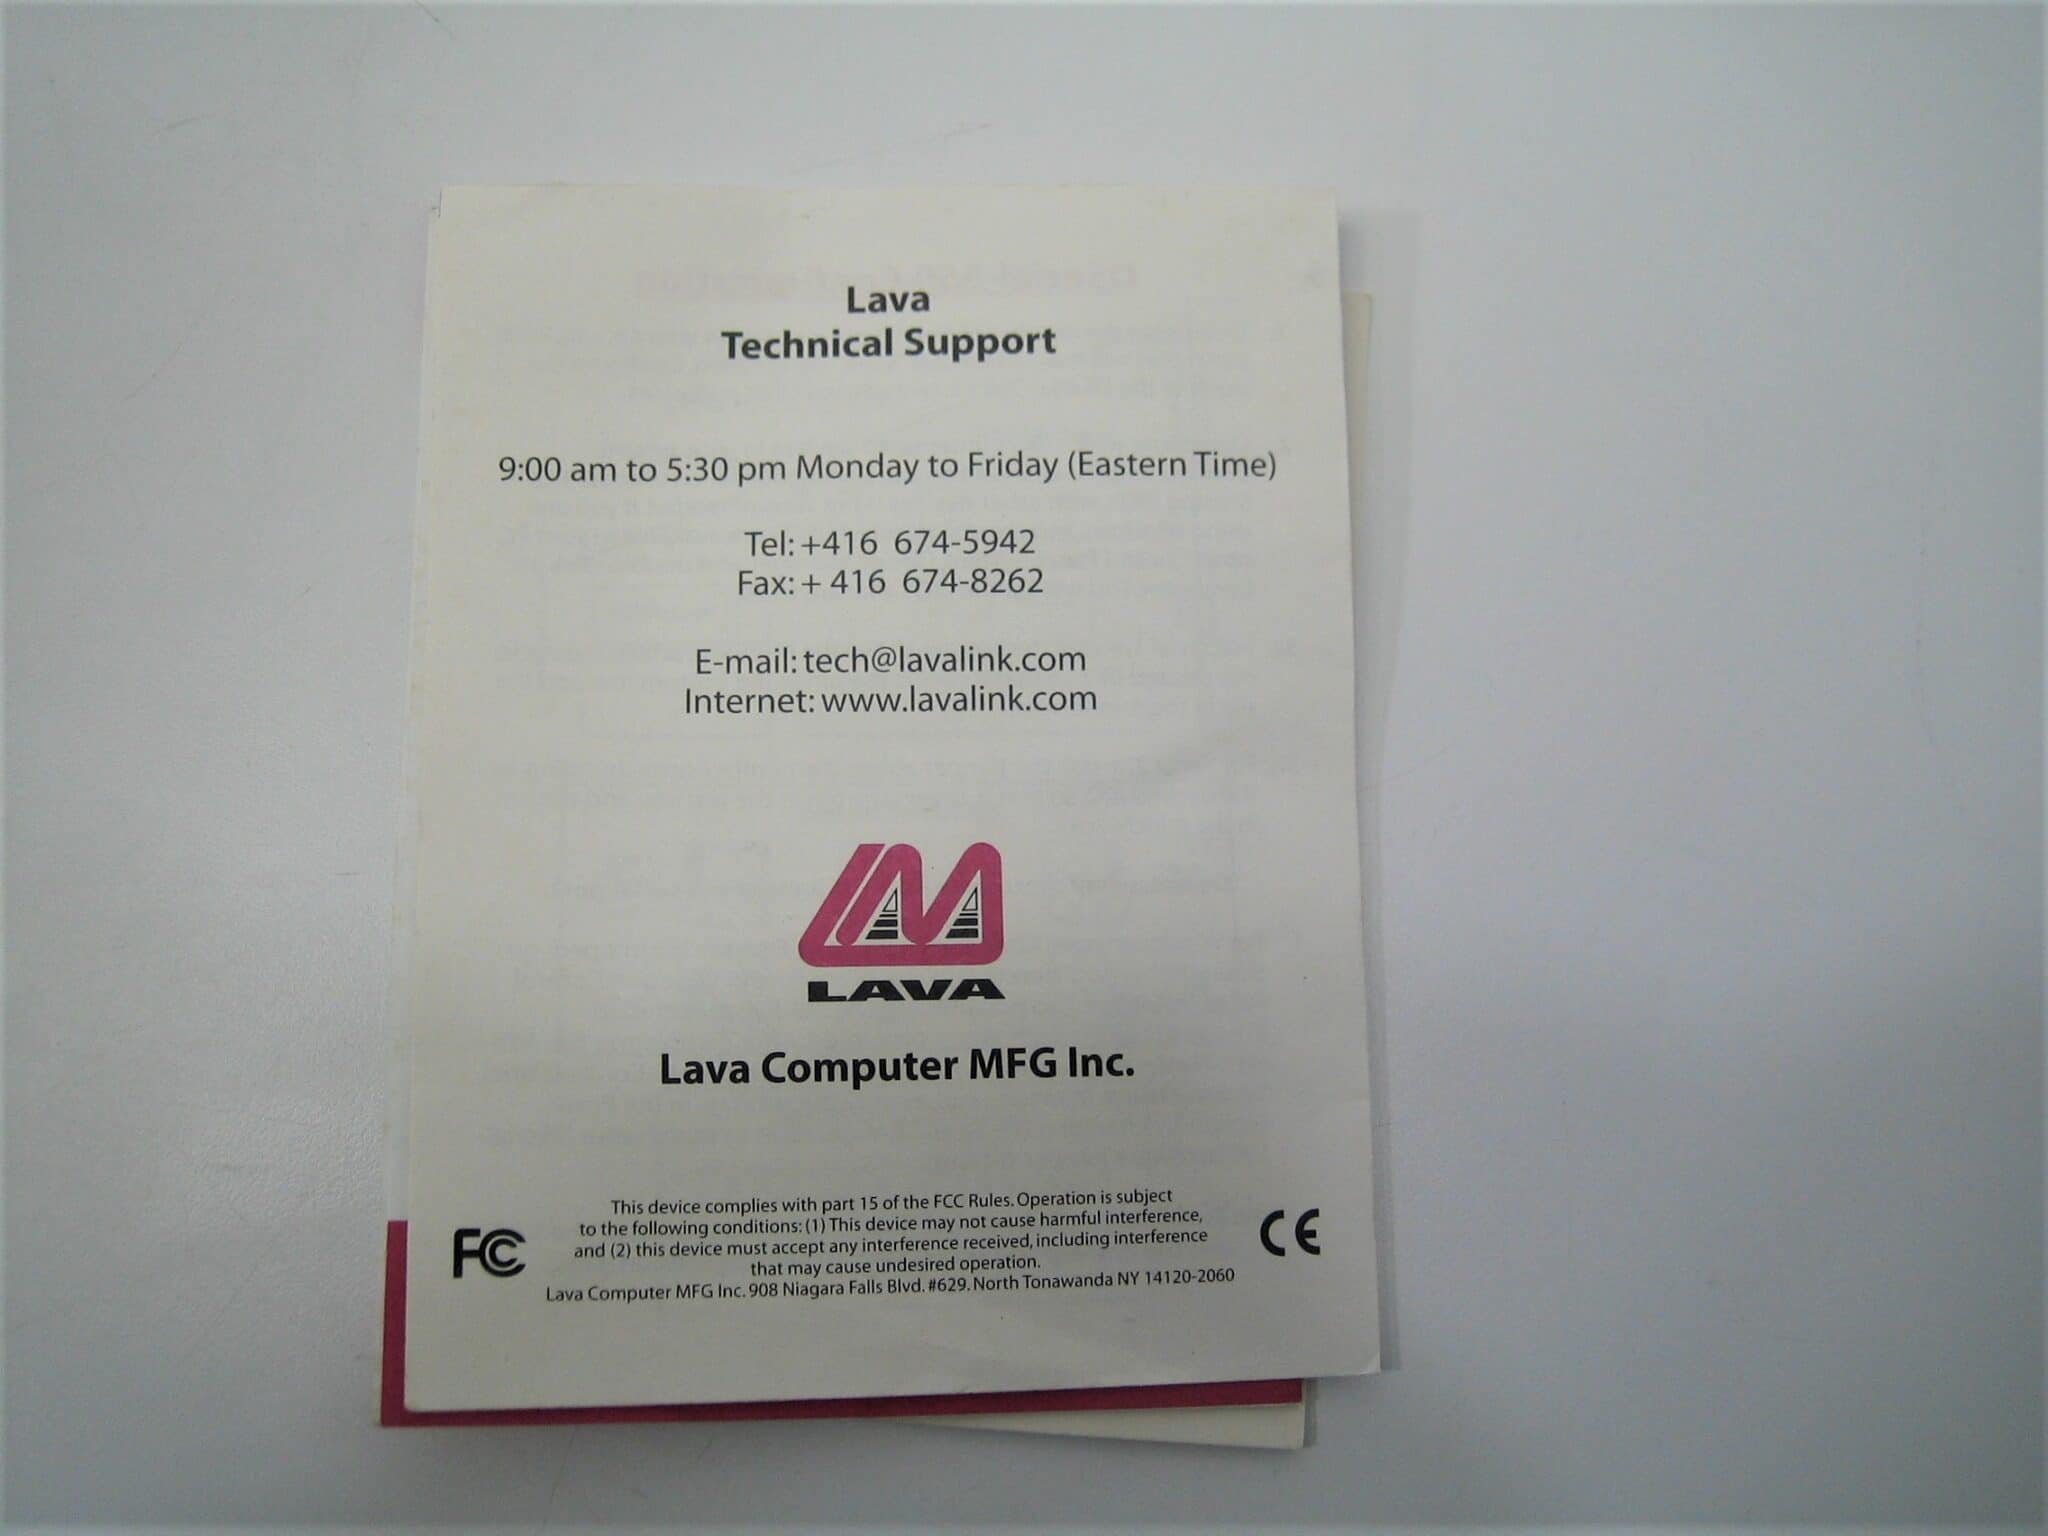 Lava
Technical Support
9:00 am to 5:30 pm Monday to Friday (Eastern Time)
Tel: +416 674-5942
Fax: + 416 674-8262
E-mail: tech@lavalink.com
Internet: www.lavalink.com
LAVA
Lava Computer MFG Inc.
This device complies with part 15 of the FCC Rules. Operation is subject
to the following conditions: (1) This device may not cause harmful interference,
and (2) this device must accept any interference received, including interference
that may cause undesired operation.
Lava Computer MFG Inc. 908 Niagara Falls Blvd. #629. North Tonawanda NY 14120-2060
FC
CE